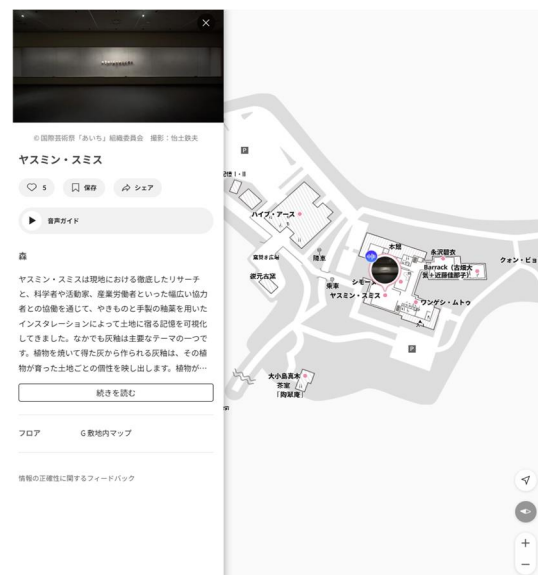 © 国際芸術祭「あいち」組織委員会　撮影：怡土鉄夫
ヤスミン・スミス
5
保存
シェア
音声ガイド
森
ヤスミン・スミスは現地における徹底したリサーチ
と、科学者や活動家、産業労働者といった幅広い協力
者との協働を通じて、やきものと手製の釉薬を用いた
インスタレーションによって土地に宿る記憶を可視化
してきました。なかでも灰釉は主要なテーマの一つで
す。植物を焼いて得た灰から作られる灰釉は、その植
物が育った土地ごとの個性を映し出します。植物が…
続きを読む
フロア
G 敷地内マップ
情報の正確性に関するフィードバック
P
ハイブ・アース
降車
復元古窯
乗車
本館
永沢碧衣
Barrack（古畑大
気＋近藤佳那子）
クォン・ビョ
シモー
ヤスミン・スミス
ワンゲシ・ムトゥ
P
大小島真木
茶室
「陶翠庵」
+
−